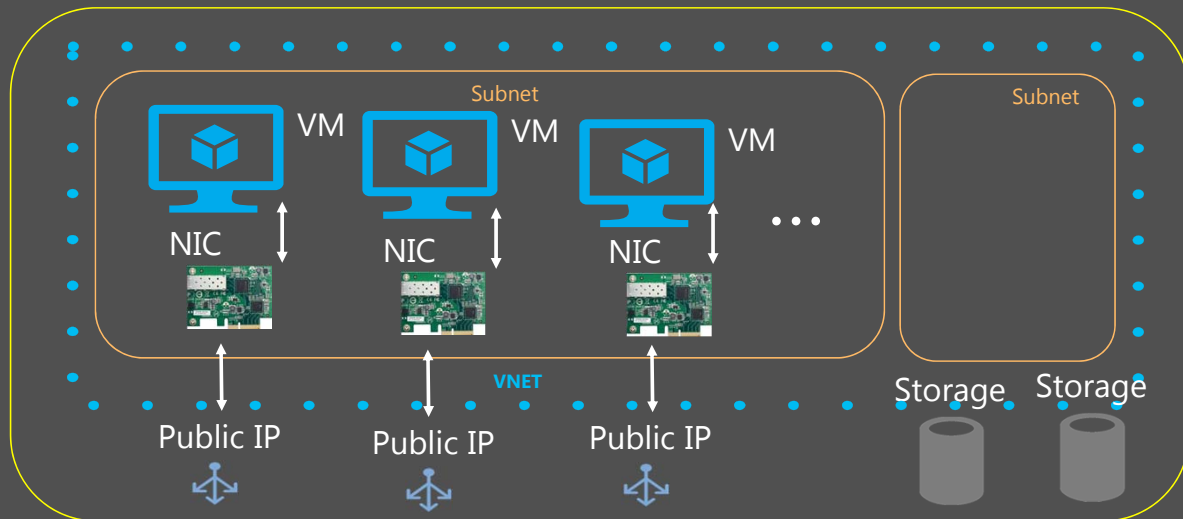 Subnet
Subnet
VM
VM
VM
...
NIC
NIC
NIC
VNET
Storage
Storage
Public IP
Public IP
Public IP